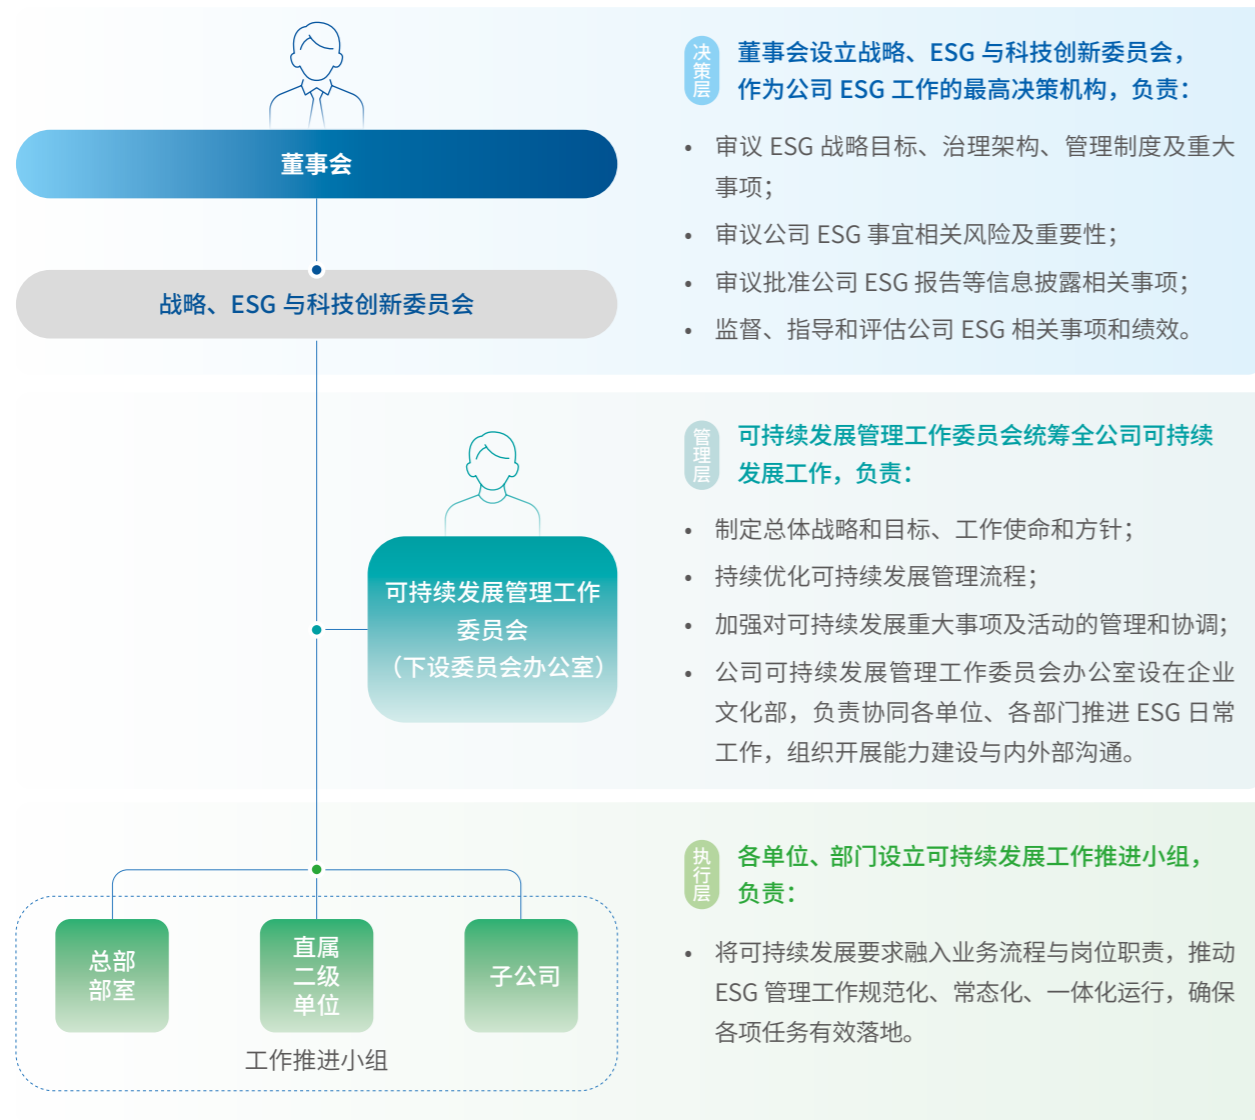 董事会
战略、ESG 与科技创新委员会
决策层
董事会设立战略、ESG 与科技创新委员会，
作为公司 ESG 工作的最高决策机构，负责：
• 审议 ESG 战略目标、治理架构、管理制度及重大
事项；
• 审议公司 ESG 事宜相关风险及重要性；
• 审议批准公司 ESG 报告等信息披露相关事项；
• 监督、指导和评估公司 ESG 相关事项和绩效。
可持续发展管理工作
委员会
（下设委员会办公室）
管理层
可持续发展管理工作委员会统筹全公司可持续
发展工作，负责：
• 制定总体战略和目标、工作使命和方针；
• 持续优化可持续发展管理流程；
• 加强对可持续发展重大事项及活动的管理和协调；
• 公司可持续发展管理工作委员会办公室设在企业
文化部，负责协同各单位、各部门推进 ESG 日常
工作，组织开展能力建设与内外部沟通。
总部
部室
直属
二级
单位
子公司
工作推进小组
执行层
各单位、部门设立可持续发展工作推进小组，
负责：
• 将可持续发展要求融入业务流程与岗位职责，推动
ESG 管理工作规范化、常态化、一体化运行，确保
各项任务有效落地。